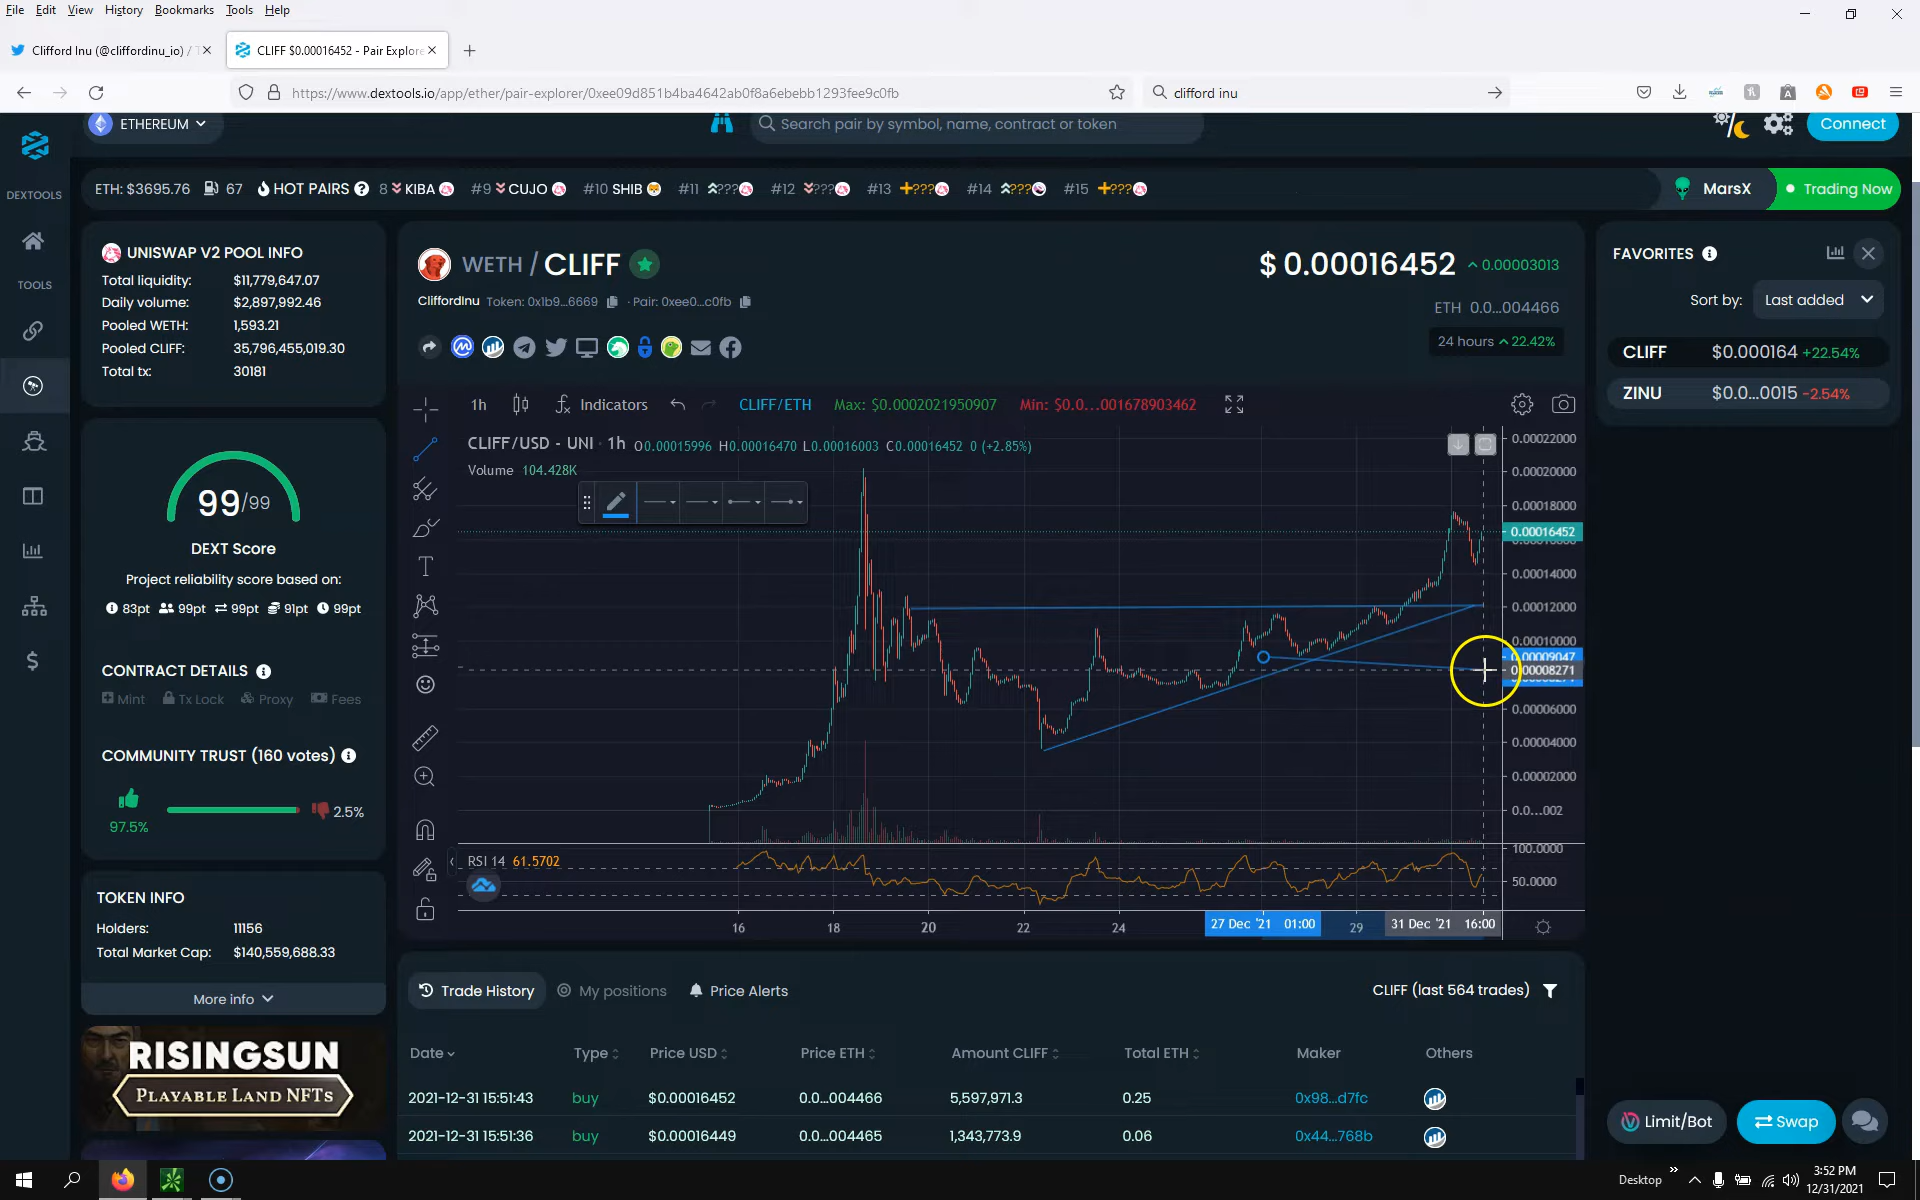 File Edit View History Bookmarks Tools Help
Clifford Inu (@cliffordinu_io) / T
CLIFF $0.00016452 - Pair Explore
https://www.dextools.io/app/ether/pair-explorer/0xee09d851b4ba4642ab0f8a6ebebb1293fee9c0fb
clifford inu
ETHEREUM
Search pair by symbol, name, contract or token
Connect
DEXTOOLS
TOOLS
ETH: $3695.76 67 HOT PAIRS 8 KIBA #9 CUJO #10 SHIB #11 ??? #12 ??? #13 ??? #14 ??? #15 ???
MarsX Trading Now
UNISWAP V2 POOL INFO
Total liquidity: $11,779,647.07
Daily volume: $2,897,992.46
Pooled WETH: 1,593.21
Pooled CLIFF: 35,796,455,019.30
Total tx: 30181
99/99
DEXT Score
Project reliability score based on:
83pt 99pt 99pt 91pt 99pt
CONTRACT DETAILS
Mint Tx Lock Proxy Fees
COMMUNITY TRUST (160 votes)
97.5% 2.5%
TOKEN INFO
Holders: 11156
Total Market Cap: $140,559,688.33
More info
RISINGSUN
PLAYABLE LAND NFTS
WETH / CLIFF
CliffordInu Token: 0x1b9...6669 · Pair: 0xee0...c0fb
$ 0.00016452 0.00003013
ETH 0.0...004466
24 hours 22.42%
1h Indicators CLIFF/ETH Max: $0.0002021950907 Min: $0.0...001678903462
CLIFF/USD - UNI · 1h O0.00015996 H0.00016470 L0.00016003 C0.00016452 0 (+2.85%)
Volume 104.428K
0.00022000
0.00020000
0.00018000
0.00016452
0.00014000
0.00012000
0.00010000
0.00009047
0.00008271
0.00006000
0.00004000
0.00002000
0.0...002
RSI 14 61.5702
100.0000
50.0000
16 18 20 22 24 27 Dec '21 01:00 29 31 Dec '21 16:00
Trade History My positions Price Alerts
CLIFF (last 564 trades)
Date Type Price USD Price ETH Amount CLIFF Total ETH Maker Others
2021-12-31 15:51:43 buy $0.00016452 0.0...004466 5,597,971.3 0.25 0x98...d7fc
2021-12-31 15:51:36 buy $0.00016449 0.0...004465 1,343,773.9 0.06 0x44...768b
FAVORITES
Sort by: Last added
CLIFF $0.000164 +22.54%
ZINU $0.0...0015 -2.54%
Limit/Bot Swap
Desktop
3:52 PM
12/31/2021